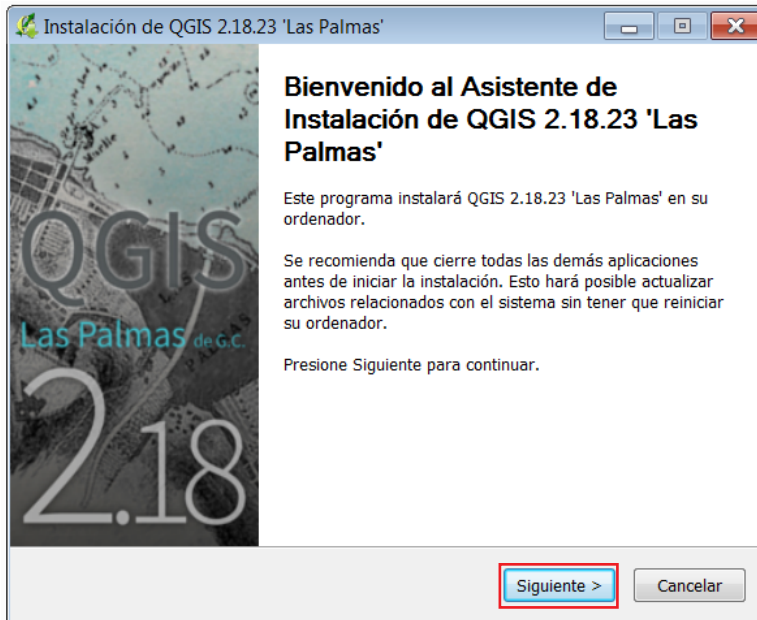 Instalación de QGIS 2.18.23 'Las Palmas'
Bienvenido al Asistente de
Instalación de QGIS 2.18.23 'Las
Palmas'
Este programa instalará QGIS 2.18.23 'Las Palmas' en su
ordenador.
Se recomienda que cierre todas las demás aplicaciones
antes de iniciar la instalación. Esto hará posible actualizar
archivos relacionados con el sistema sin tener que reiniciar
su ordenador.
Presione Siguiente para continuar.
QGIS
Las Palmas de G.C.
2.18
Siguiente >
Cancelar